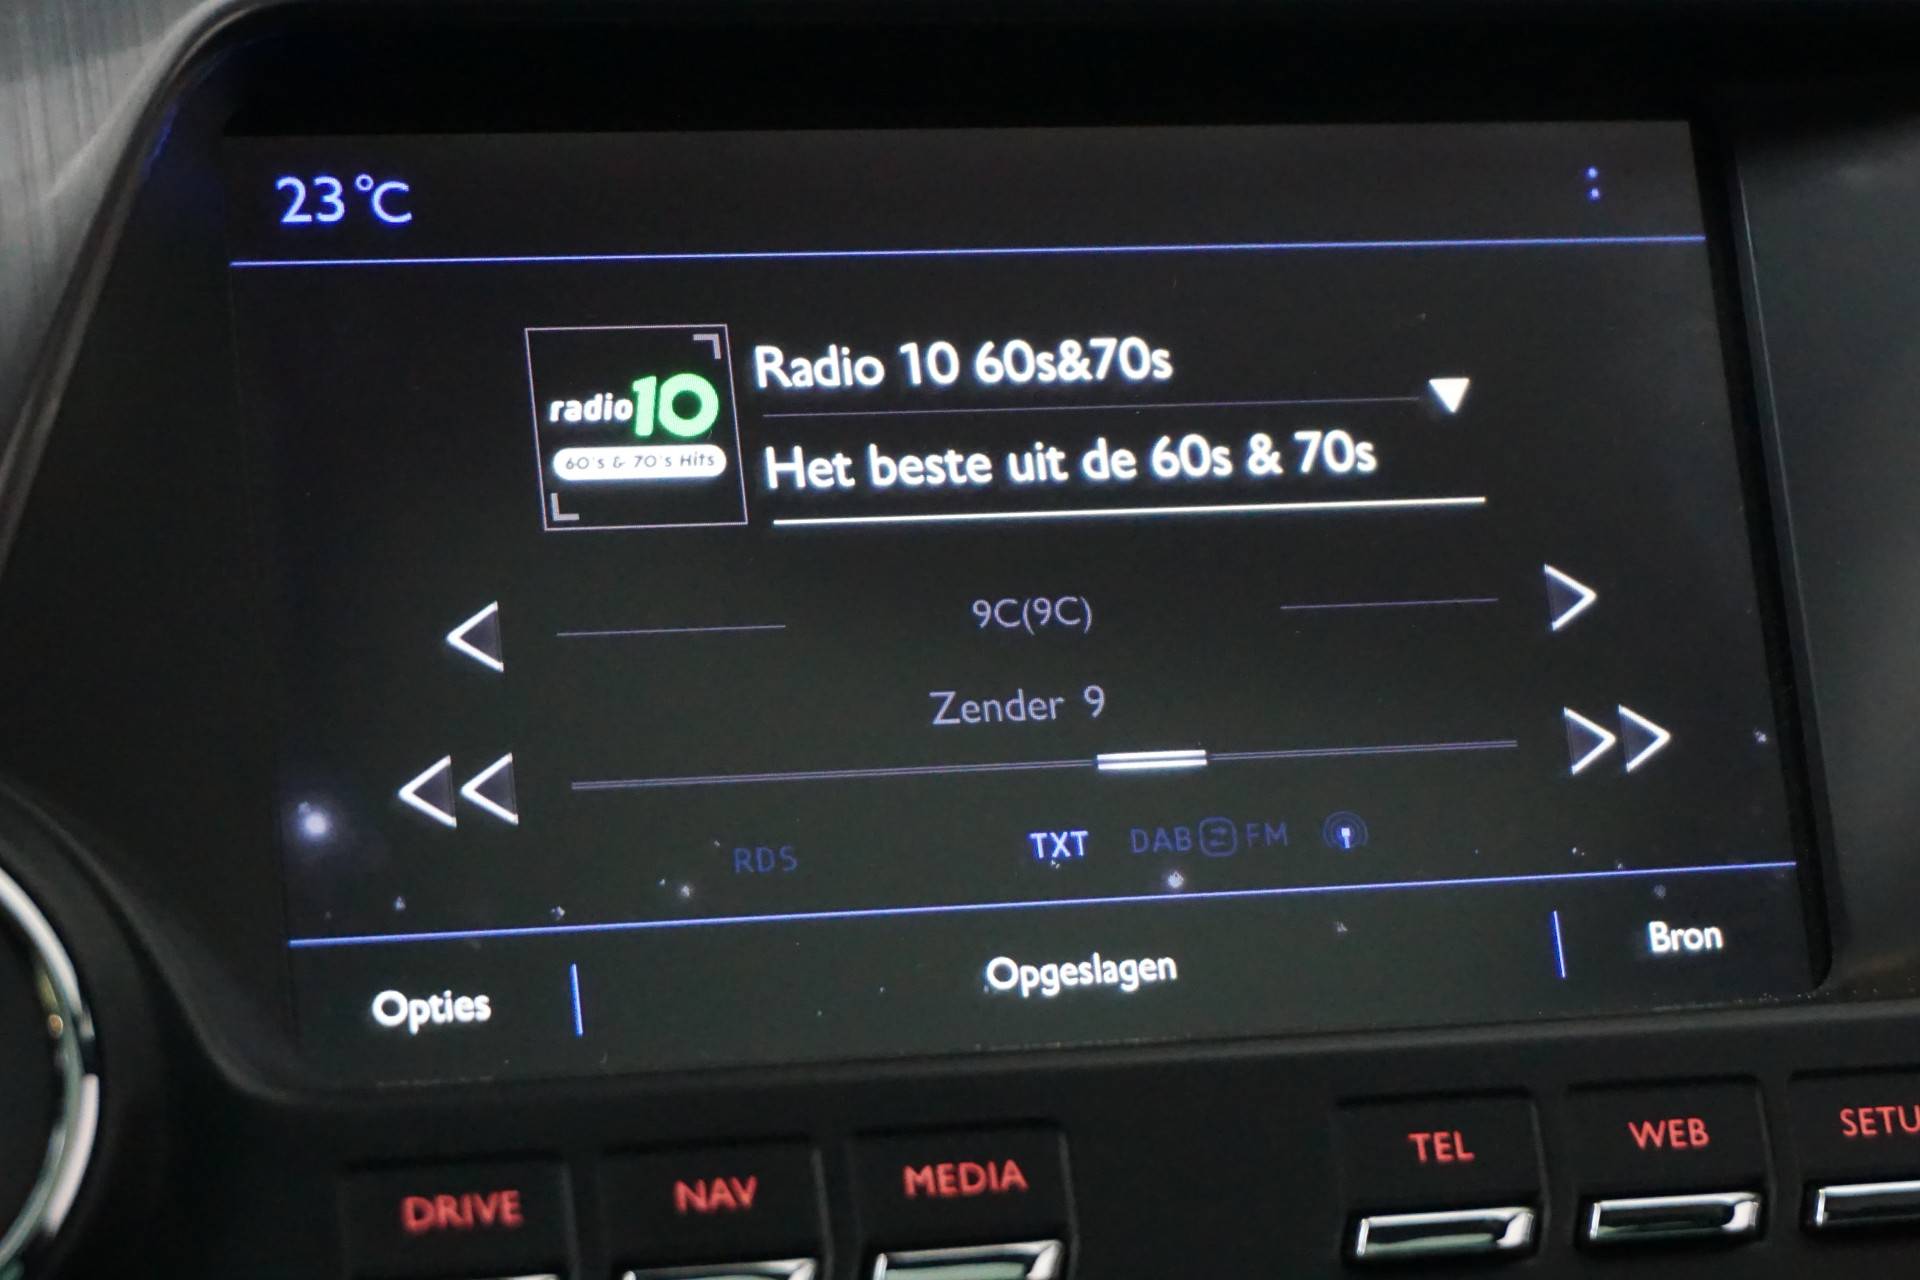 23°C
radio10
60's & 70's Hits
Radio 10 60s&70s
Het beste uit de 60s & 70s
9C(9C)
Zender 9
RDS TXT DAB FM
Opties Opgeslagen Bron
DRIVE NAV MEDIA TEL WEB SETU